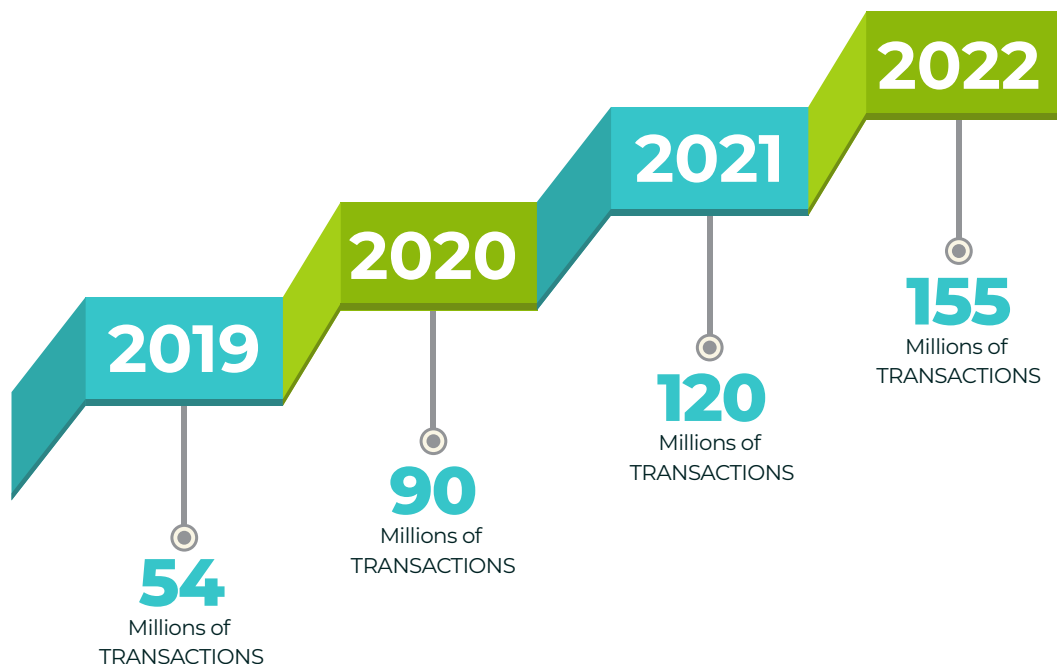 2019
54
Millions of
TRANSACTIONS
2020
90
Millions of
TRANSACTIONS
2021
120
Millions of
TRANSACTIONS
2022
155
Millions of
TRANSACTIONS